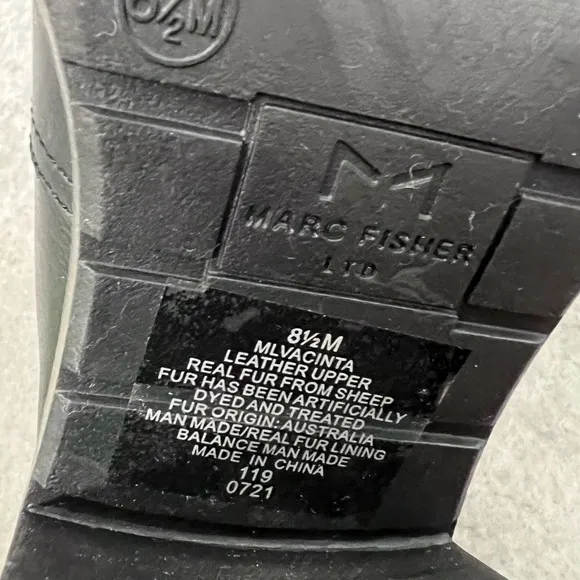 8½M
MARC FISHER
LTD
8½M
MLVACINTA
LEATHER UPPER
REAL FUR FROM SHEEP
FUR HAS BEEN ARTIFICIALLY
DYED AND TREATED
FUR ORIGIN: AUSTRALIA
MAN MADE/REAL FUR LINING
BALANCE MAN MADE
MADE IN CHINA
119
0721